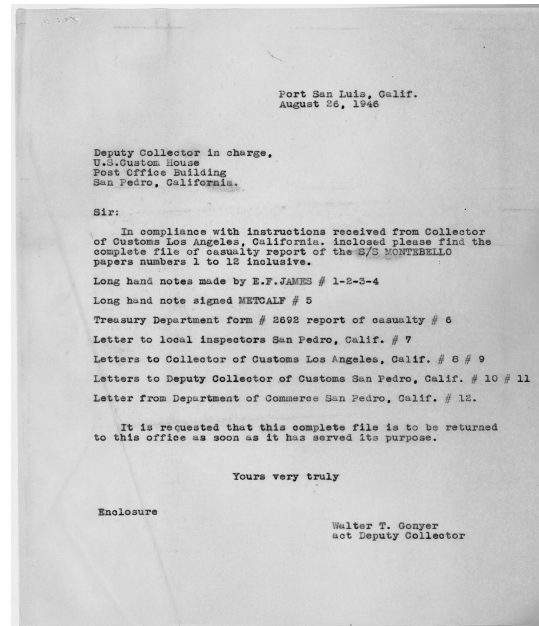 Port San Luis, Calif.
August 26, 1946
Deputy Collector in charge,
U.S.Custom House
Post Office Building
San Pedro, California.
Sir:
In compliance with instructions received from Collector
of Customs Los Angeles, California. inclosed please find the
complete file of casualty report of the S/S MONTEBELLO
papers numbers 1 to 12 inclusive.
Long hand notes made by E.F.JAMES # 1-2-3-4
Long hand note signed METCALF # 5
Treasury Department form # 2692 report of casualty # 6
Letter to local inspectors San Pedro, Calif. # 7
Letters to Collector of Customs Los Angeles, Calif. # 8 # 9
Letters to Deputy Collector of Customs San Pedro, Calif. # 10 # 11
Letter from Department of Commerce San Pedro, Calif. # 12.
It is requested that this complete file is to be returned
to this office as soon as it has served its purpose.
Yours very truly
Enclosure
Walter T. Gonyer
act Deputy Collector